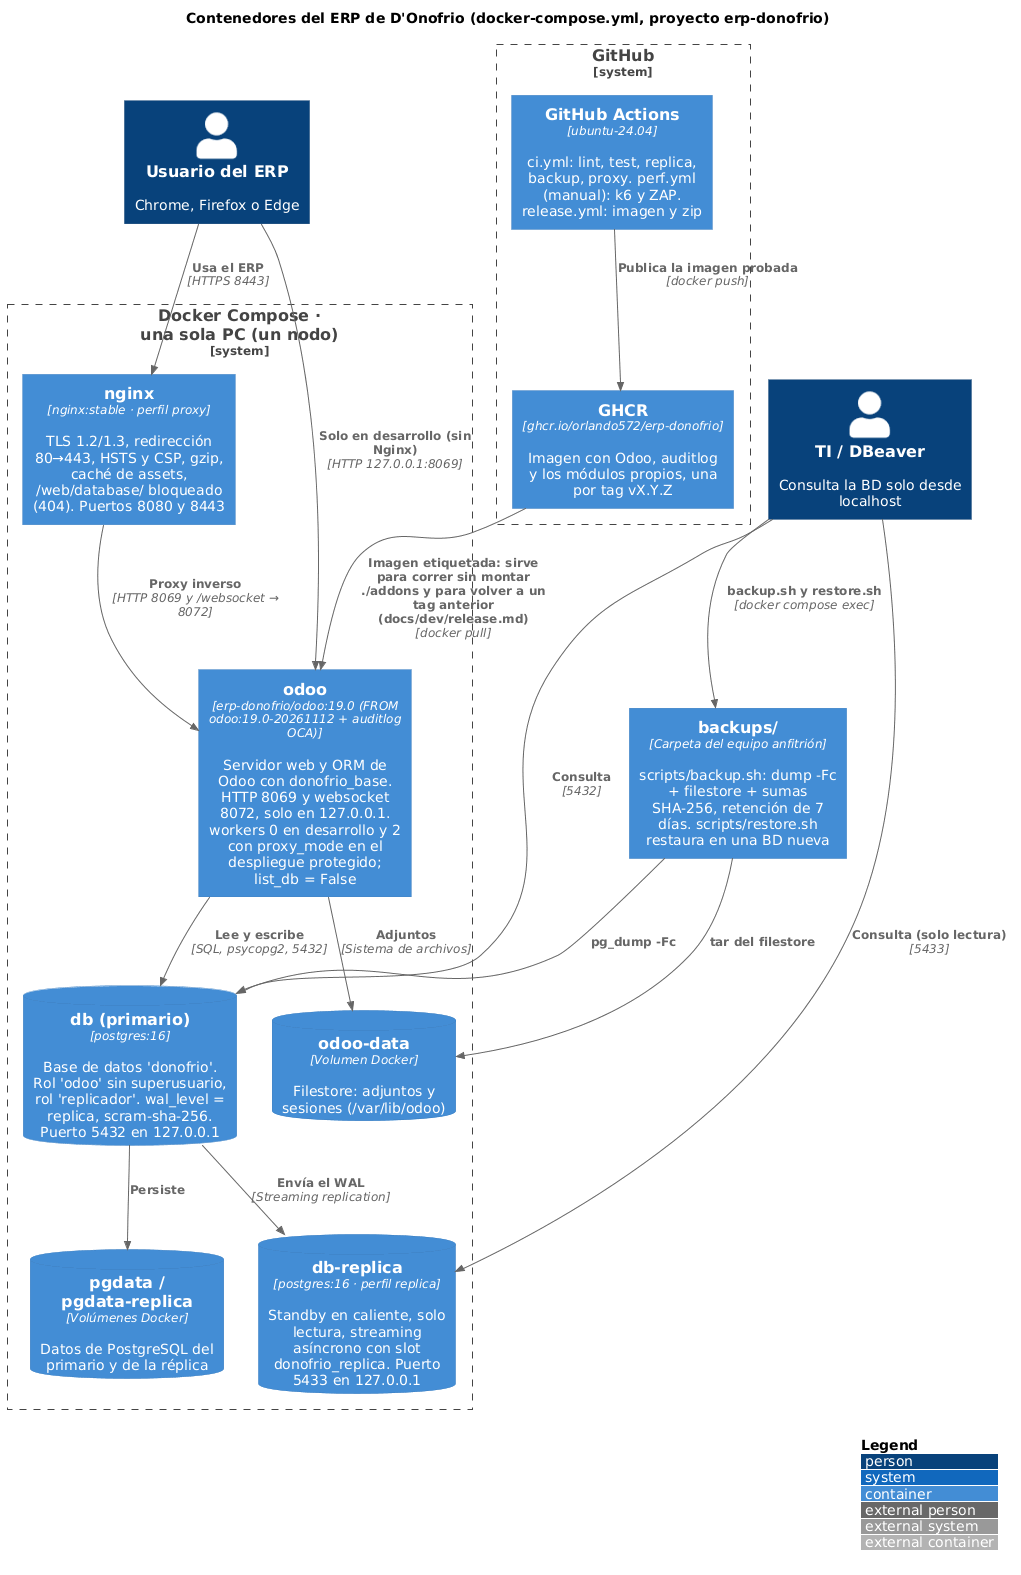 Contenedores del ERP de D'Onofrio (docker-compose.yml, proyecto erp-donofrio)
GitHub
[system]
GitHub Actions
[ubuntu-24.04]
ci.yml: lint, test, replica,
backup, proxy. perf.yml
(manual): k6 y ZAP.
release.yml: imagen y zip
Usuario del ERP
Chrome, Firefox o Edge
Usa el ERP
[HTTPS 8443]
Publica la imagen probada
[docker push]
Docker Compose ·
una sola PC (un nodo)
[system]
nginx
[nginx:stable · perfil proxy]
TLS 1.2/1.3, redirección
80→443, HSTS y CSP, gzip,
caché de assets,
/web/database/ bloqueado
(404). Puertos 8080 y 8443
Solo en desarrollo (sin
Nginx)
[HTTP 127.0.0.1:8069]
GHCR
[ghcr.io/orlando572/erp-donofrio]
Imagen con Odoo, auditlog
y los módulos propios, una
por tag vX.Y.Z
TI / DBeaver
Consulta la BD solo desde
localhost
Proxy inverso
[HTTP 8069 y /websocket →
8072]
Imagen etiquetada: sirve
para correr sin montar
./addons y para volver a un
tag anterior
(docs/dev/release.md)
[docker pull]
backup.sh y restore.sh
[docker compose exec]
odoo
[erp-donofrio/odoo:19.0 (FROM
odoo:19.0-20261112 + auditlog
OCA)]
Servidor web y ORM de
Odoo con donofrio_base.
HTTP 8069 y websocket
8072, solo en 127.0.0.1.
workers 0 en desarrollo y 2
con proxy_mode en el
despliegue protegido;
list_db = False
Consulta
[5432]
backups/
[Carpeta del equipo anfitrión]
scripts/backup.sh: dump -Fc
+ filestore + sumas
SHA-256, retención de 7
días. scripts/restore.sh
restaura en una BD nueva
Lee y escribe
[SQL, psycopg2, 5432]
Adjuntos
[Sistema de archivos]
pg_dump -Fc
tar del filestore
Consulta (solo lectura)
[5433]
db (primario)
[postgres:16]
Base de datos 'donofrio'.
Rol 'odoo' sin superusuario,
rol 'replicador'. wal_level =
replica, scram-sha-256.
Puerto 5432 en 127.0.0.1
odoo-data
[Volumen Docker]
Filestore: adjuntos y
sesiones (/var/lib/odoo)
Persiste
Envía el WAL
[Streaming replication]
pgdata /
pgdata-replica
[Volúmenes Docker]
Datos de PostgreSQL del
primario y de la réplica
db-replica
[postgres:16 · perfil replica]
Standby en caliente, solo
lectura, streaming
asíncrono con slot
donofrio_replica. Puerto
5433 en 127.0.0.1
Legend
person
system
container
external person
external system
external container